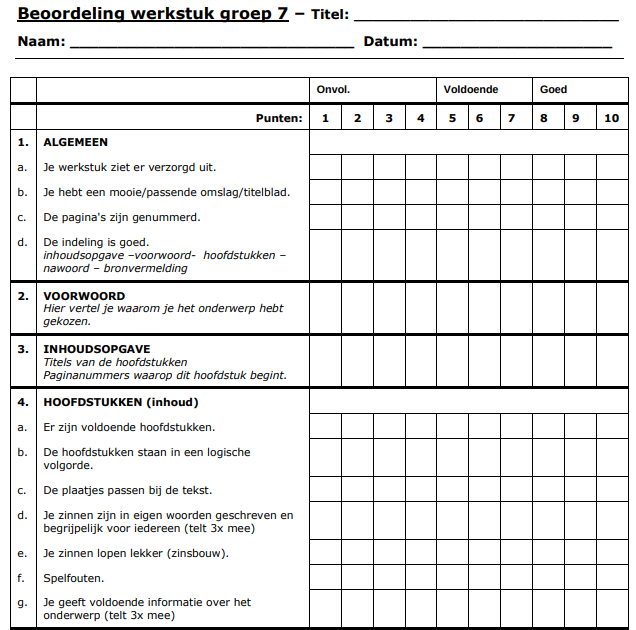 Beoordeling werkstuk groep 7 – Titel: ______________________________
Naam: ______________________________ Datum: ____________________
Onvol. Voldoende Goed
Punten: 1 2 3 4 5 6 7 8 9 10
1. ALGEMEEN
a. Je werkstuk ziet er verzorgd uit.
b. Je hebt een mooie/passende omslag/titelblad.
c. De pagina's zijn genummerd.
d. De indeling is goed.
inhoudsopgave –voorwoord- hoofdstukken –
nawoord – bronvermelding
2. VOORWOORD
Hier vertel je waarom je het onderwerp hebt
gekozen.
3. INHOUDSOPGAVE
Titels van de hoofdstukken
Paginanummers waarop dit hoofdstuk begint.
4. HOOFDSTUKKEN (inhoud)
a. Er zijn voldoende hoofdstukken.
b. De hoofdstukken staan in een logische
volgorde.
c. De plaatjes passen bij de tekst.
d. Je zinnen zijn in eigen woorden geschreven en
begrijpelijk voor iedereen (telt 3x mee)
e. Je zinnen lopen lekker (zinsbouw).
f. Spelfouten.
g. Je geeft voldoende informatie over het
onderwerp (telt 3x mee)